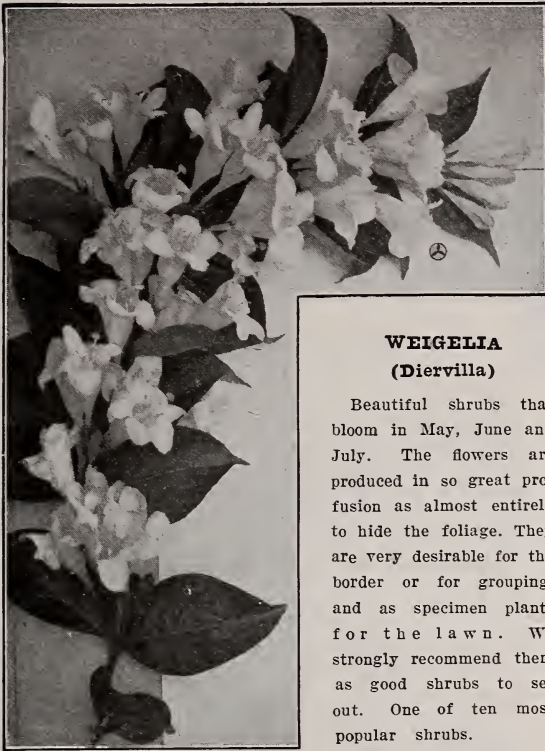 WEIGELIA
(Diervilla)
Beautiful shrubs tha
bloom in May, June an
July. The flowers ar
produced in so great pro
fusion as almost entirel
to hide the foliage. The
are very desirable for th
border or for grouping
and as specimen plant
for the lawn. W
strongly recommend ther
as good shrubs to se
out. One of ten mos
popular shrubs.